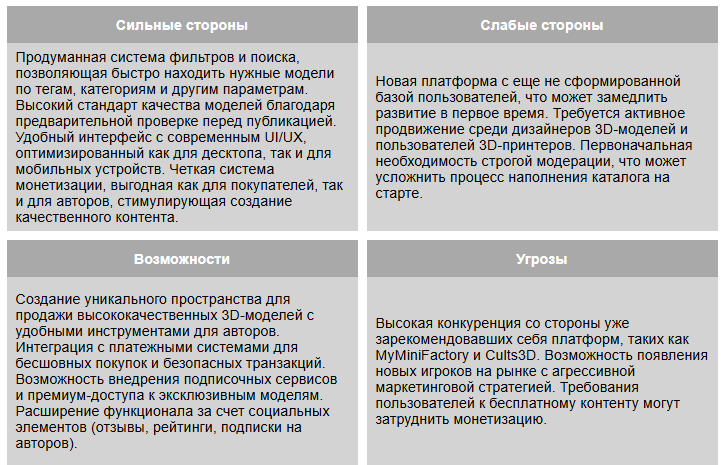 Сильные стороны
Продуманная система фильтров и поиска,
позволяющая быстро находить нужные модели
по тегам, категориям и другим параметрам.
Высокий стандарт качества моделей благодаря
предварительной проверке перед публикацией.
Удобный интерфейс с современным UI/UX,
оптимизированный как для десктопа, так и для
мобильных устройств. Четкая система
монетизации, выгодная как для покупателей, так
и для авторов, стимулирующая создание
качественного контента.
Слабые стороны
Новая платформа с еще не сформированной
базой пользователей, что может замедлить
развитие в первое время. Требуется активное
продвижение среди дизайнеров 3D-моделей и
пользователей 3D-принтеров. Первоначальная
необходимость строгой модерации, что может
усложнить процесс наполнения каталога на
старте.
Возможности
Создание уникального пространства для
продажи высококачественных 3D-моделей с
удобными инструментами для авторов.
Интеграция с платежными системами для
бесшовных покупок и безопасных транзакций.
Возможность внедрения подписочных сервисов
и премиум-доступа к эксклюзивным моделям.
Расширение функционала за счет социальных
элементов (отзывы, рейтинги, подписки на
авторов).
Угрозы
Высокая конкуренция со стороны уже
зарекомендовавших себя платформ, таких как
MyMiniFactory и Cults3D. Возможность появления
новых игроков на рынке с агрессивной
маркетинговой стратегией. Требования
пользователей к бесплатному контенту могут
затруднить монетизацию.